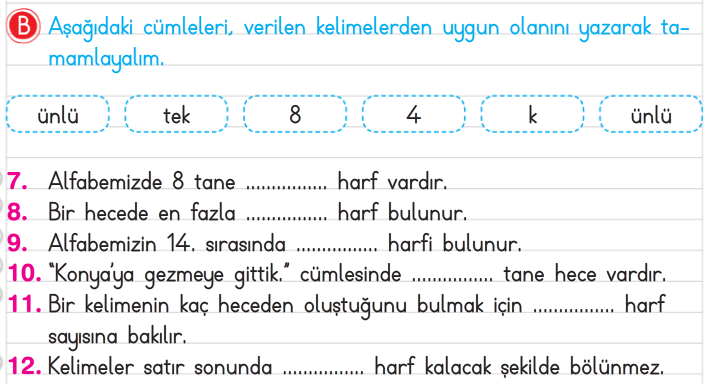 B Aşağıdaki cümleleri, verilen kelimelerden uygun olanını yazarak ta-
mamlayalım.
ünlü tek 8 4 k ünlü
7. Alfabemizde 8 tane ................ harf vardır.
8. Bir hecede en fazla ................ harf bulunur.
9. Alfabemizin 14. sırasında ................ harfi bulunur.
10. “Konya’ya gezmeye gittik.” cümlesinde ................ tane hece vardır.
11. Bir kelimenin kaç heceden oluştuğunu bulmak için ................ harf
sayısına bakılır.
12. Kelimeler satır sonunda ................ harf kalacak şekilde bölünmez.